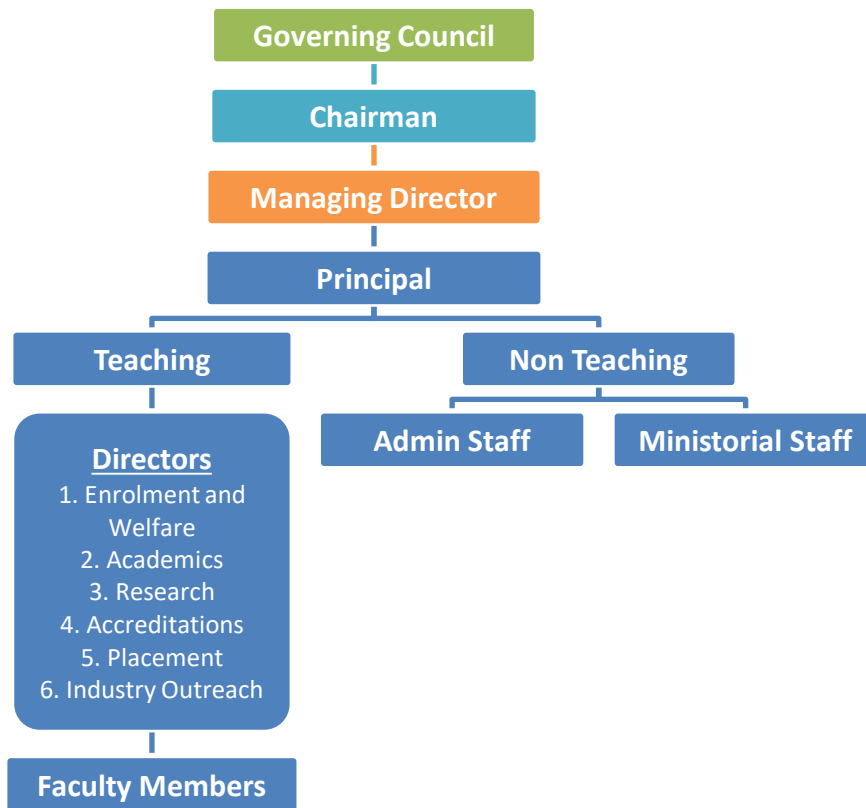 Governing Council
Chairman
Managing Director
Principal
Teaching
Non Teaching
Admin Staff
Ministorial Staff
Directors
1. Enrolment and
Welfare
2. Academics
3. Research
4. Accreditations
5. Placement
6. Industry Outreach
Faculty Members